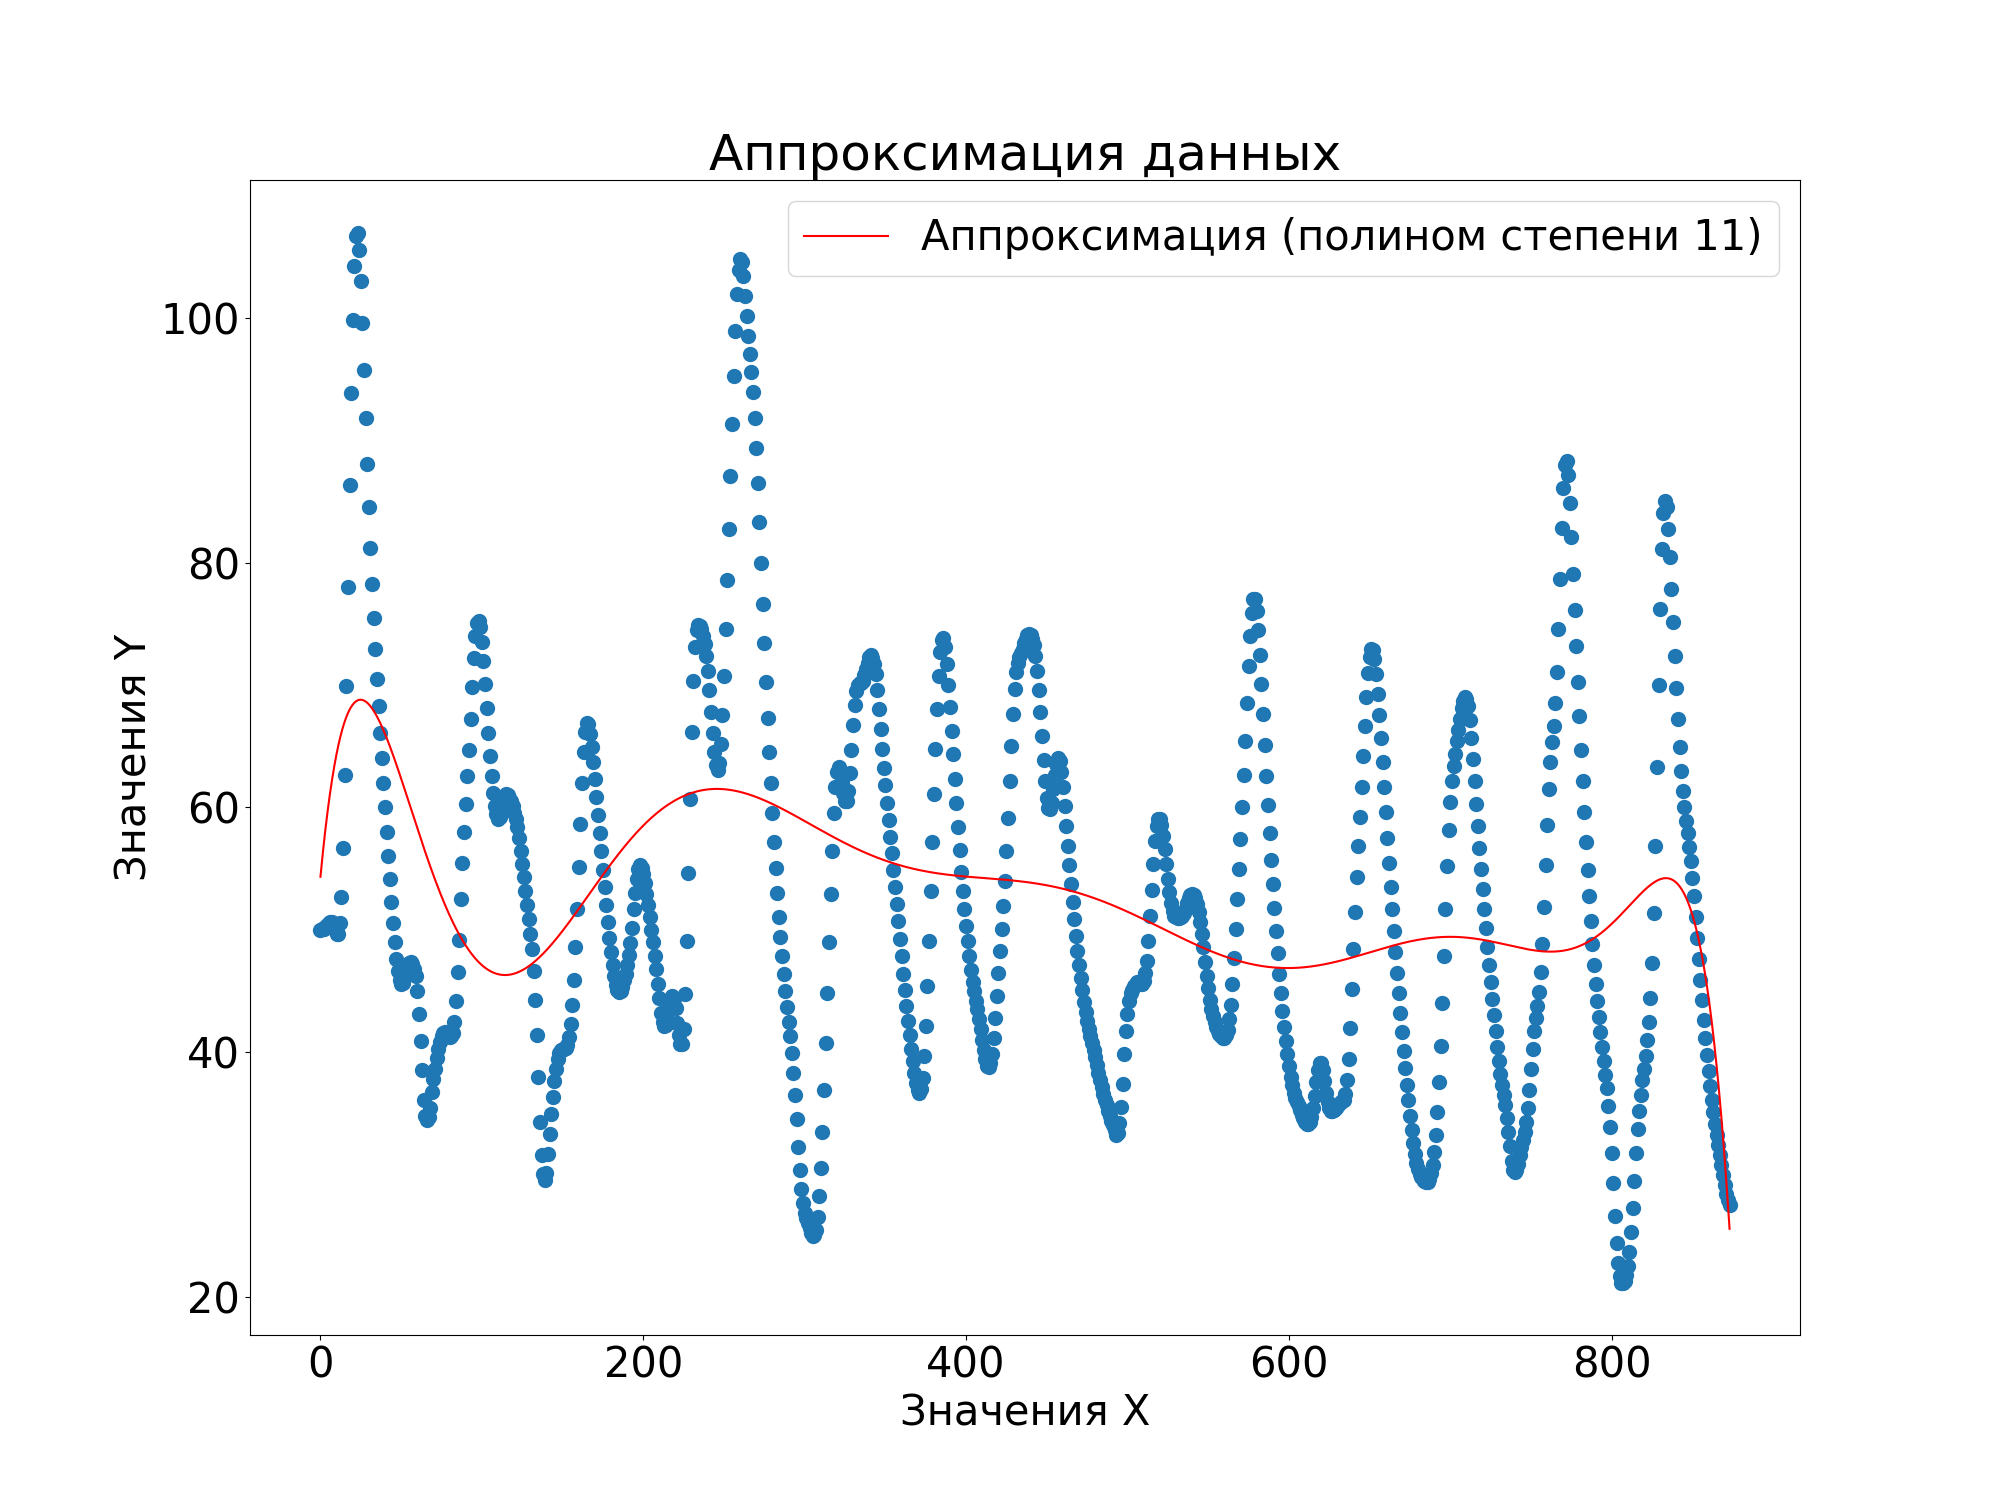 Аппроксимация данных
Аппроксимация (полином степени 11)
Значения Y
100
80
60
40
20
0 200 400 600 800
Значения X